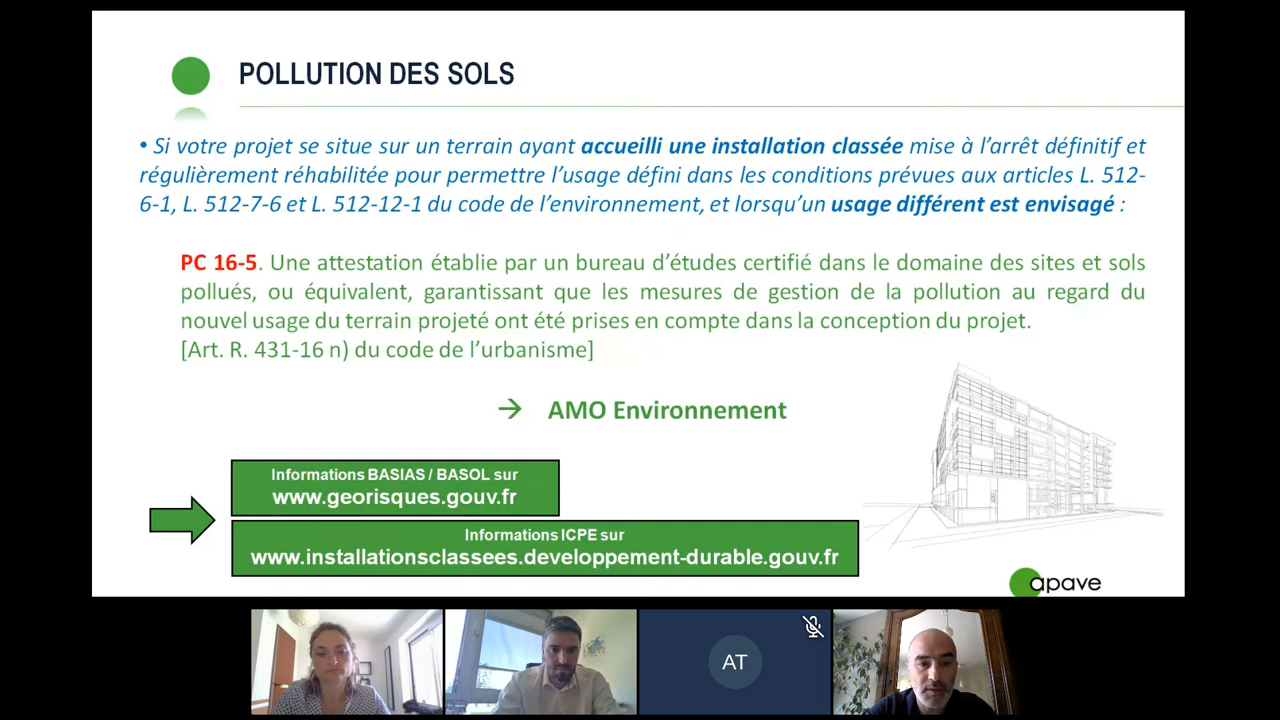 POLLUTION DES SOLS
• Si votre projet se situe sur un terrain ayant accueilli une installation classée mise à l’arrêt définitif et
régulièrement réhabilitée pour permettre l’usage défini dans les conditions prévues aux articles L. 512-
6-1, L. 512-7-6 et L. 512-12-1 du code de l’environnement, et lorsqu’un usage différent est envisagé :
PC 16-5. Une attestation établie par un bureau d’études certifié dans le domaine des sites et sols
pollués, ou équivalent, garantissant que les mesures de gestion de la pollution au regard du
nouvel usage du terrain projeté ont été prises en compte dans la conception du projet.
[Art. R. 431-16 n) du code de l’urbanisme]
→ AMO Environnement
Informations BASIAS / BASOL sur
www.georisques.gouv.fr
Informations ICPE sur
www.installationsclassees.developpement-durable.gouv.fr
apave
AT